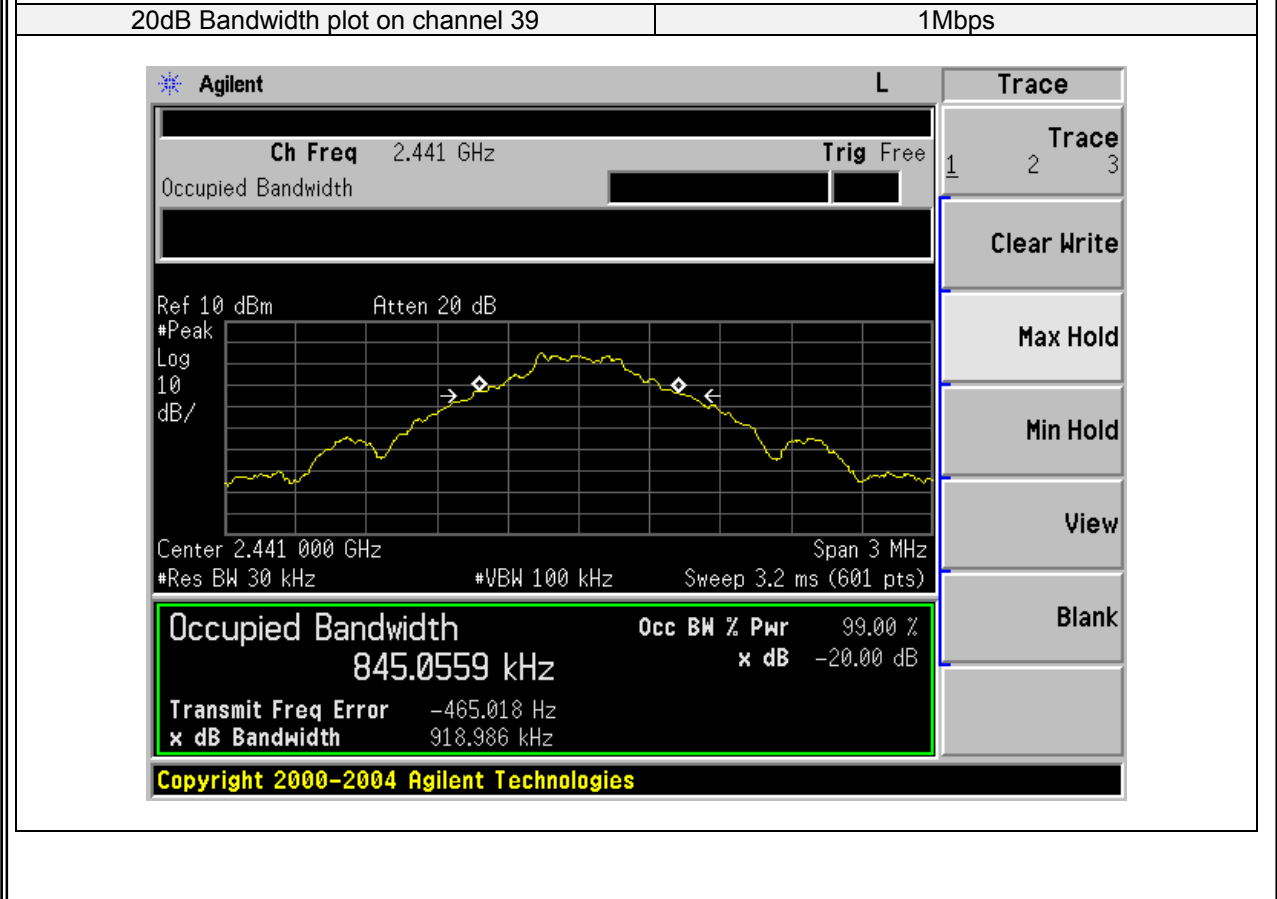 20dB Bandwidth plot on channel 39 1Mbps
Agilent L Trace
Ch Freq 2.441 GHz Trig Free
Occupied Bandwidth
Trace
1 2 3
Clear Write
Ref 10 dBm Atten 20 dB
#Peak
Log
10
dB/
Max Hold
Min Hold
View
Center 2.441 000 GHz Span 3 MHz
#Res BW 30 kHz #VBW 100 kHz Sweep 3.2 ms (601 pts)
Blank
Occupied Bandwidth Occ BW % Pwr 99.00 %
845.0559 kHz x dB -20.00 dB
Transmit Freq Error -465.018 Hz
x dB Bandwidth 918.986 kHz
Copyright 2000-2004 Agilent Technologies